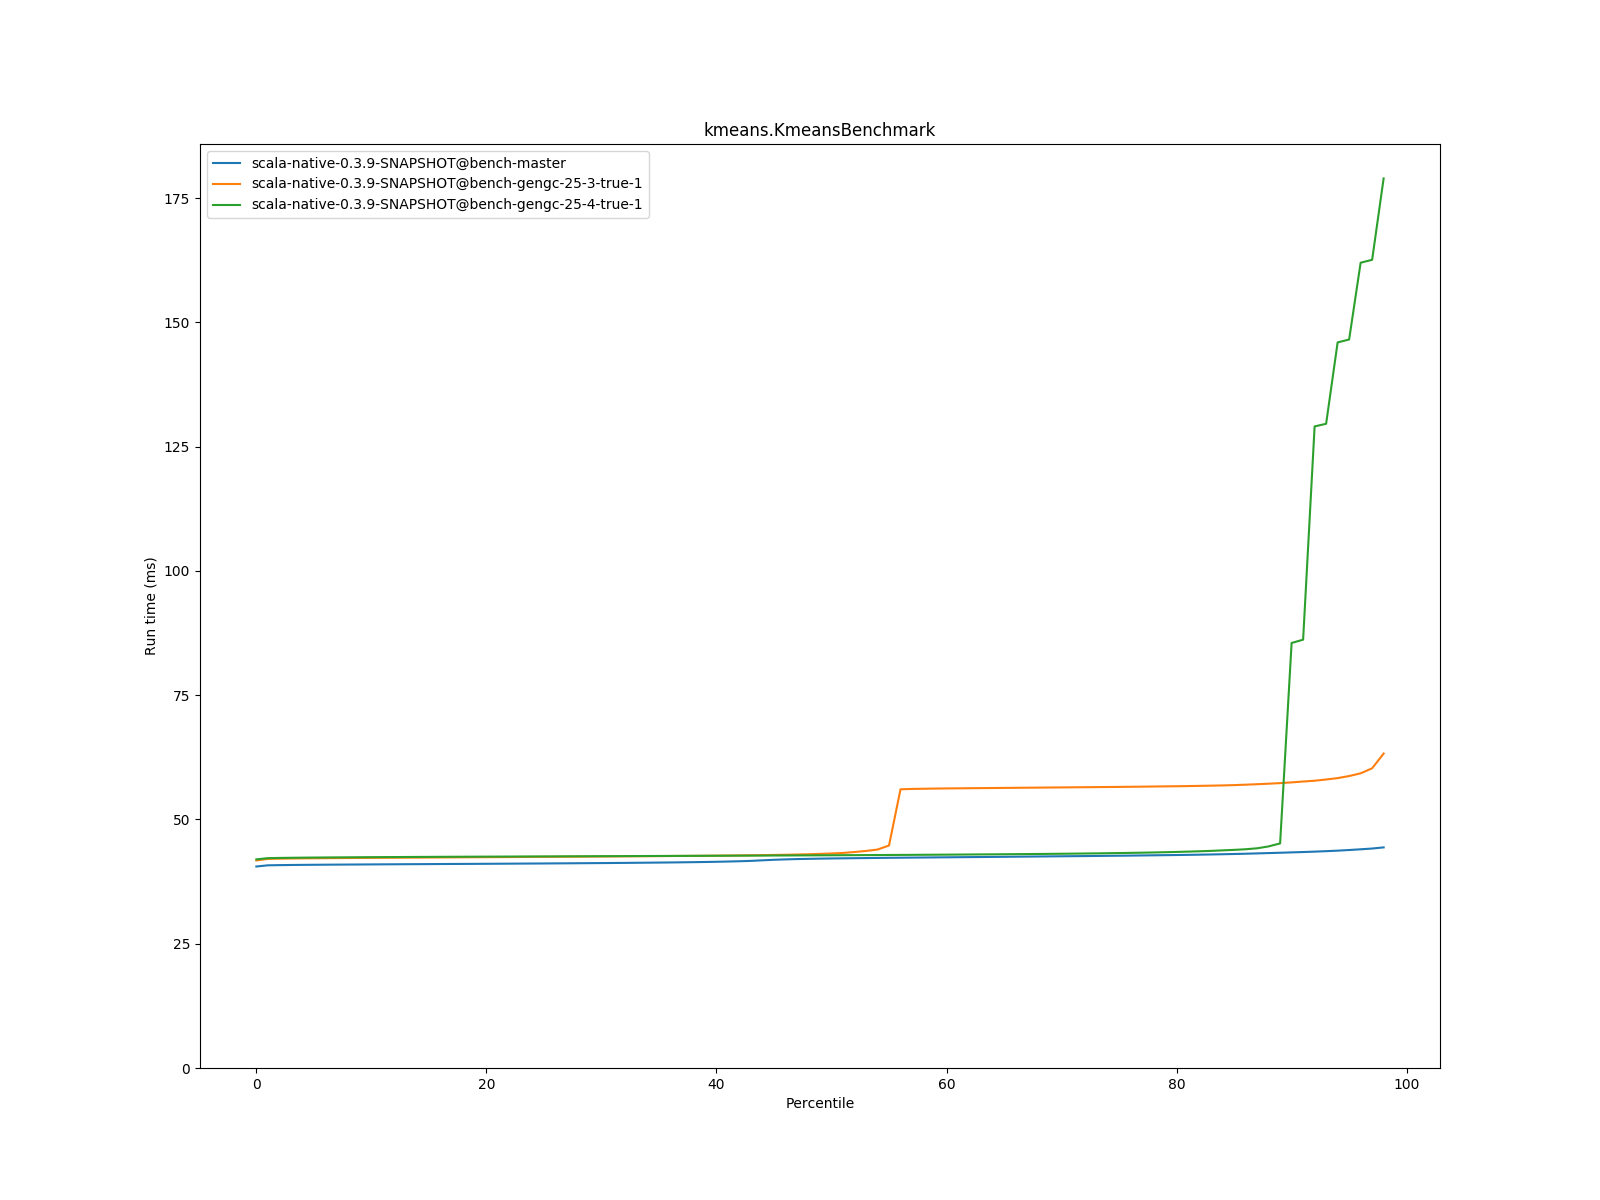 kmeans.KmeansBenchmark
scala-native-0.3.9-SNAPSHOT@bench-master
scala-native-0.3.9-SNAPSHOT@bench-gengc-25-3-true-1
scala-native-0.3.9-SNAPSHOT@bench-gengc-25-4-true-1
175
150
125
100
75
50
25
0
Run time (ms)
0 20 40 60 80 100
Percentile